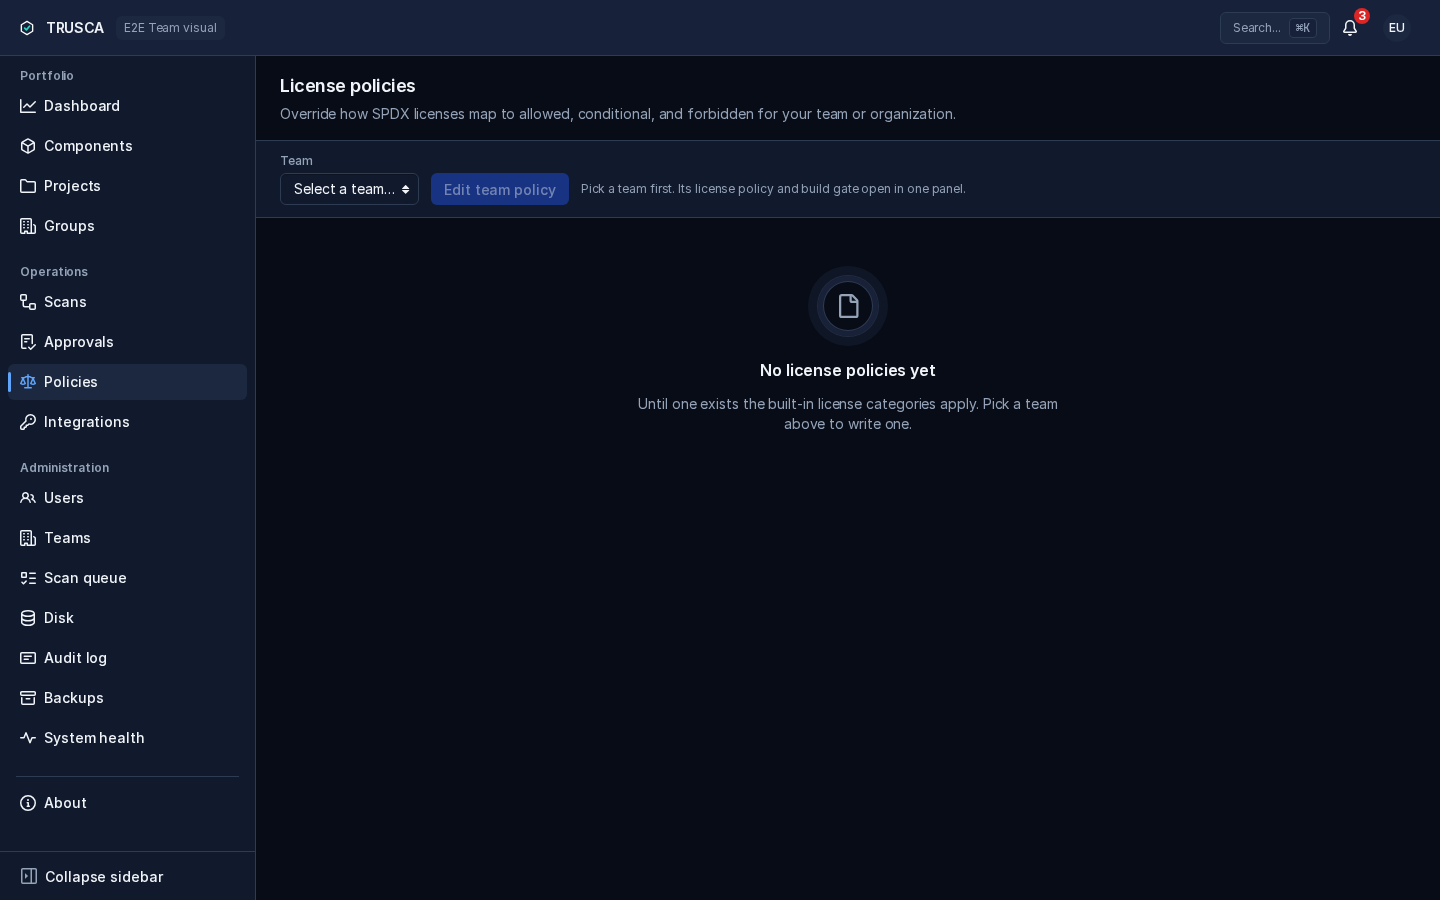 TRUSCA
E2E Team visual
Search...
⌘K
3
EU
Portfolio
Dashboard
Components
Projects
Groups
Operations
Scans
Approvals
Policies
Integrations
Administration
Users
Teams
Scan queue
Disk
Audit log
Backups
System health
About
Collapse sidebar
License policies
Override how SPDX licenses map to allowed, conditional, and forbidden for your team or organization.
Team
Select a team…
Edit team policy
Pick a team first. Its license policy and build gate open in one panel.
No license policies yet
Until one exists the built-in license categories apply. Pick a team
above to write one.